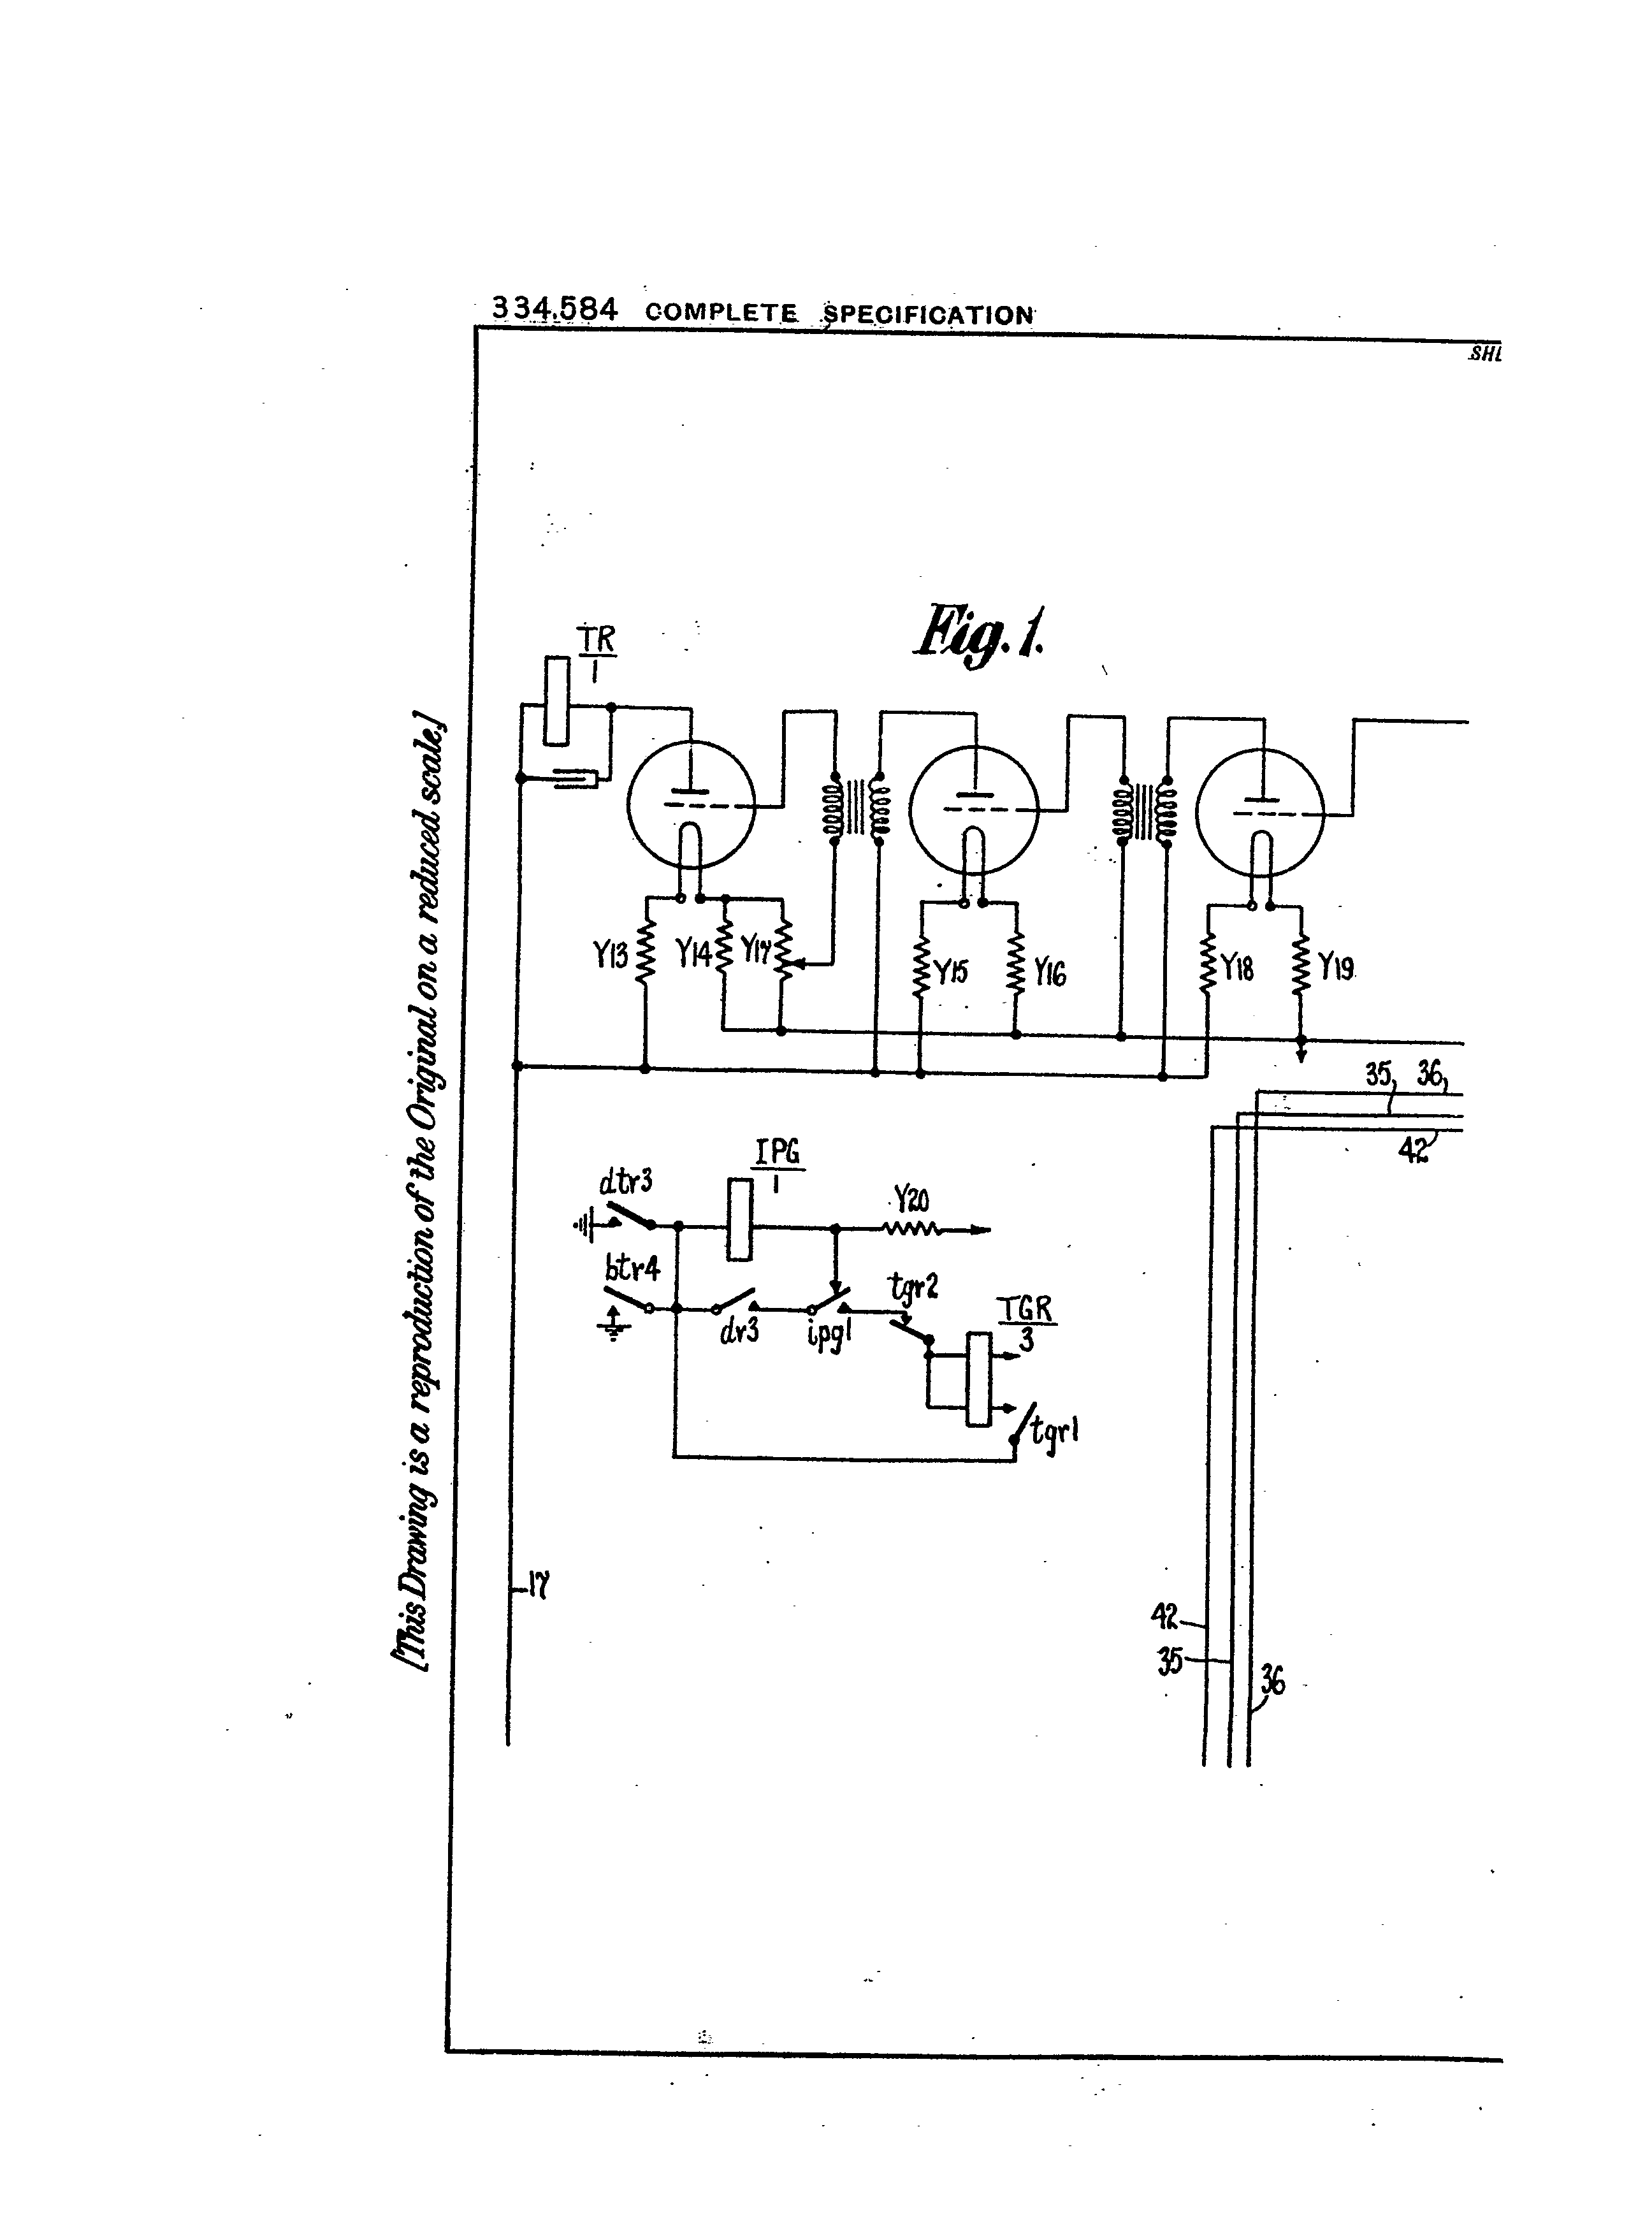 334,584 COMPLETE SPECIFICATION
SHE
[This Drawing is a reproduction of the Original on a reduced scale.]
Fig. 1.
TR
1
Y13
Y14
Y17
Y15
Y16
Y18
Y19
35
36
42
IPG
1
dtr3
Y20
btr4
tgr2
TGR
3
dr3
ipg1
tgr1
17
42
35
36